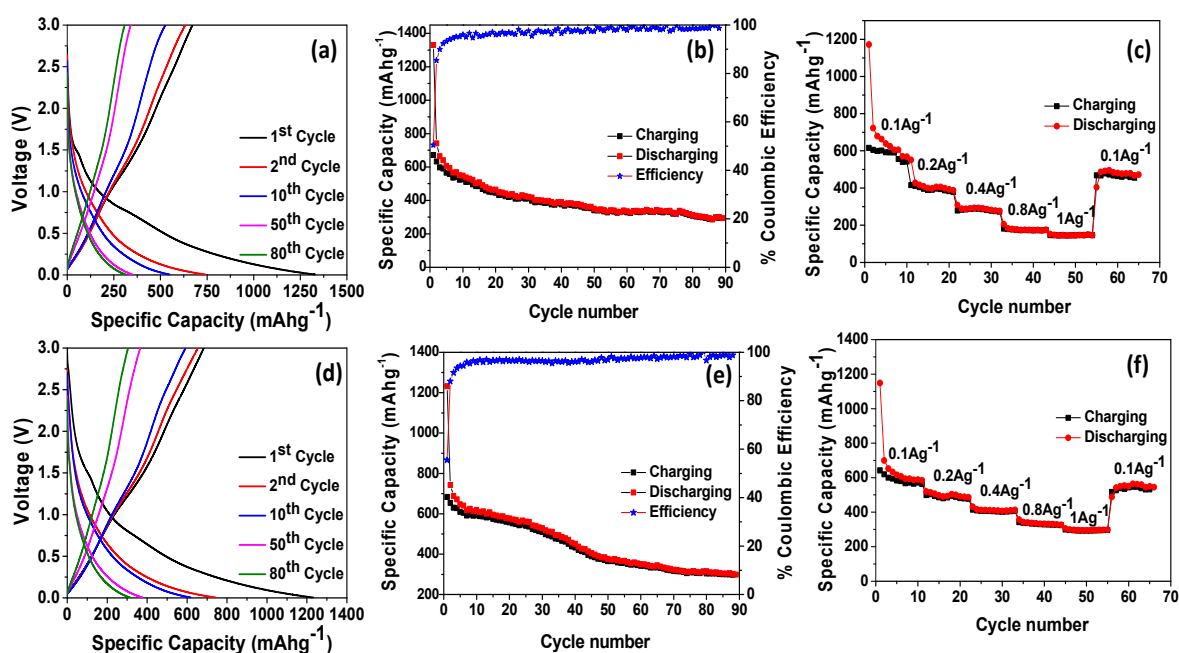 (a)
3.0
2.5
2.0
1.5
1.0
0.5
0.0
Voltage (V)
1st Cycle
2nd Cycle
10th Cycle
50th Cycle
80th Cycle
0 250 500 750 1000 1250 1500
Specific Capacity (mAhg-1)
(b)
1400
1200
1000
800
600
400
200
0
Specific Capacity (mAhg-1)
Charging
Discharging
Efficiency
100
80
60
40
20
0
% Coulombic Efficiency
0 10 20 30 40 50 60 70 80 90
Cycle number
(c)
1200
1000
800
600
400
200
0
Specific Capacity (mAhg-1)
Charging
Discharging
0.1Ag-1
0.2Ag-1
0.4Ag-1
0.8Ag-1
1Ag-1
0.1Ag-1
0 10 20 30 40 50 60 70
Cycle number
(d)
3.0
2.5
2.0
1.5
1.0
0.5
0.0
Voltage (V)
1st Cycle
2nd Cycle
10th Cycle
50th Cycle
80th Cycle
0 200 400 600 800 1000 1200 1400
Specific Capacity (mAhg-1)
(e)
1400
1200
1000
800
600
400
200
Specific Capacity (mAhg-1)
Charging
Discharging
Efficiency
100
80
60
40
20
0
% Coulombic Efficiency
0 10 20 30 40 50 60 70 80 90
Cycle number
(f)
1400
1200
1000
800
600
400
200
0
Specific Capacity (mAhg-1)
Charging
Discharging
0.1Ag-1
0.2Ag-1
0.4Ag-1
0.8Ag-1
1Ag-1
0.1Ag-1
0 10 20 30 40 50 60 70
Cycle number